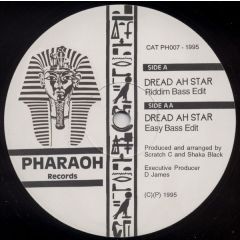 CAT PH007 - 1995
SIDE A
DREAD AH STAR
Riddim Bass Edit
SIDE AA
DREAD AH STAR
Easy Bass Edit
Produced and arranged by
Scratch C and Shaka Black
Executive Producer
D James
(C)(P) 1995
PHARAOH
Records